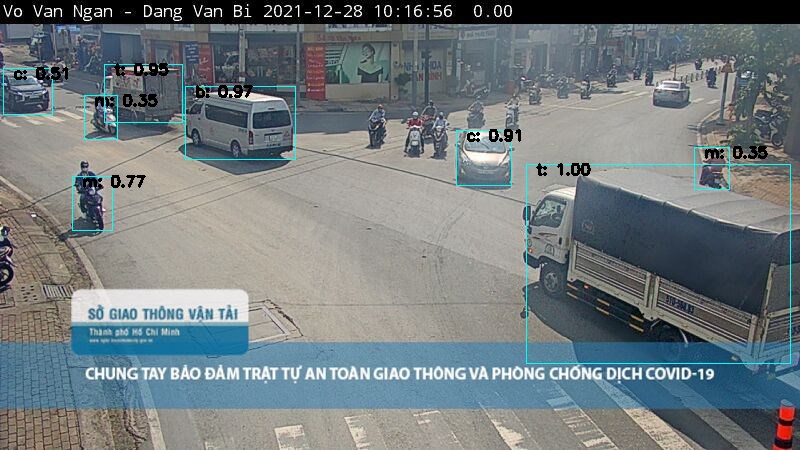 Vo Van Ngan - Dang Van Bi 2021-12-28 10:16:56 0.00
c: 0.51
t: 0.95
m: 0.35
b: 0.97
c: 0.91
m: 0.35
t: 1.00
m: 0.77
SỞ GIAO THÔNG VẬN TẢI
Thành phố Hồ Chí Minh
CHUNG TAY BẢO ĐẢM TRẬT TỰ AN TOÀN GIAO THÔNG VÀ PHÒNG CHỐNG DỊCH COVID-19